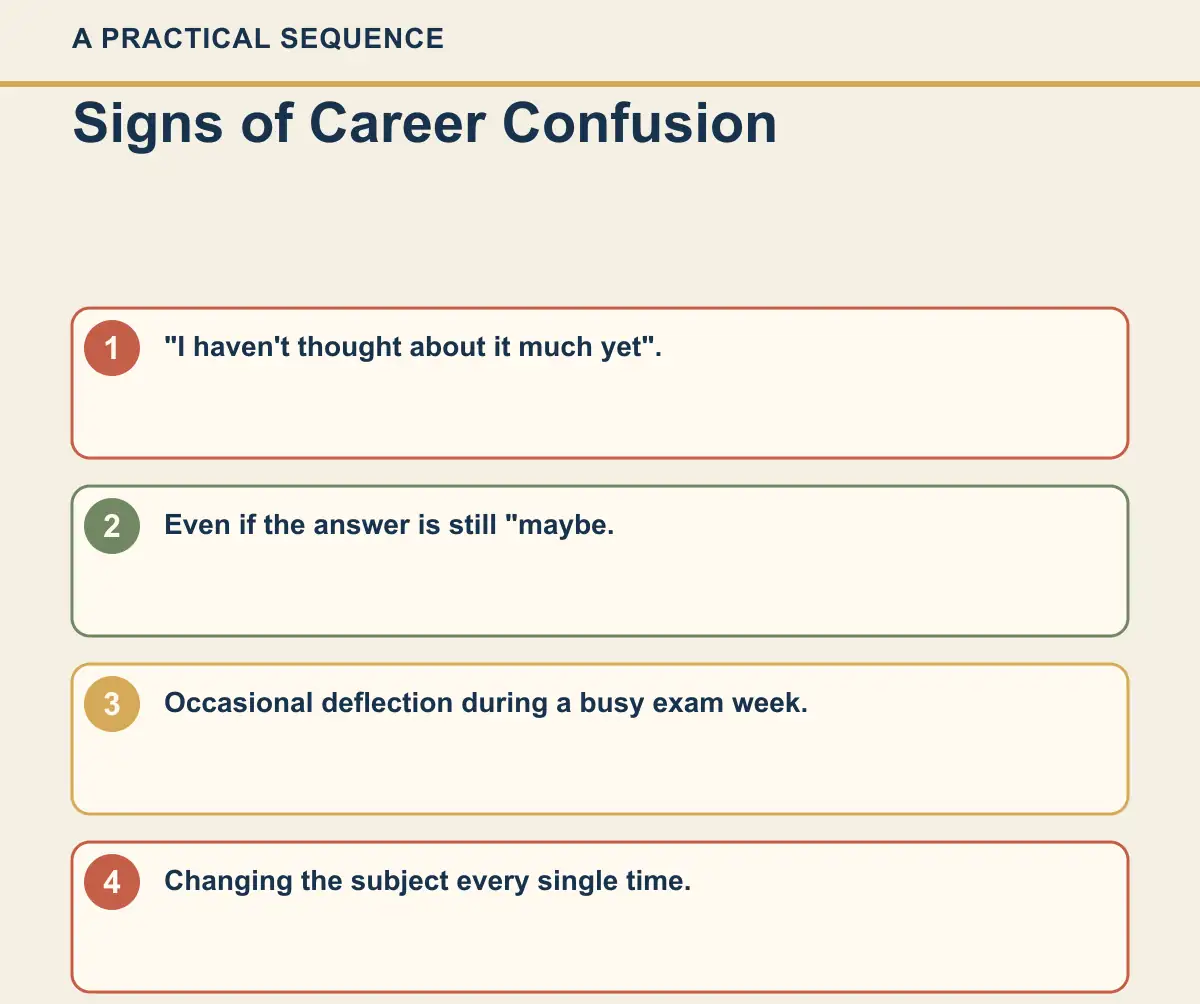 A PRACTICAL SEQUENCE
Signs of Career Confusion
1 "I haven't thought about it much yet".
2 Even if the answer is still "maybe.
3 Occasional deflection during a busy exam week.
4 Changing the subject every single time.